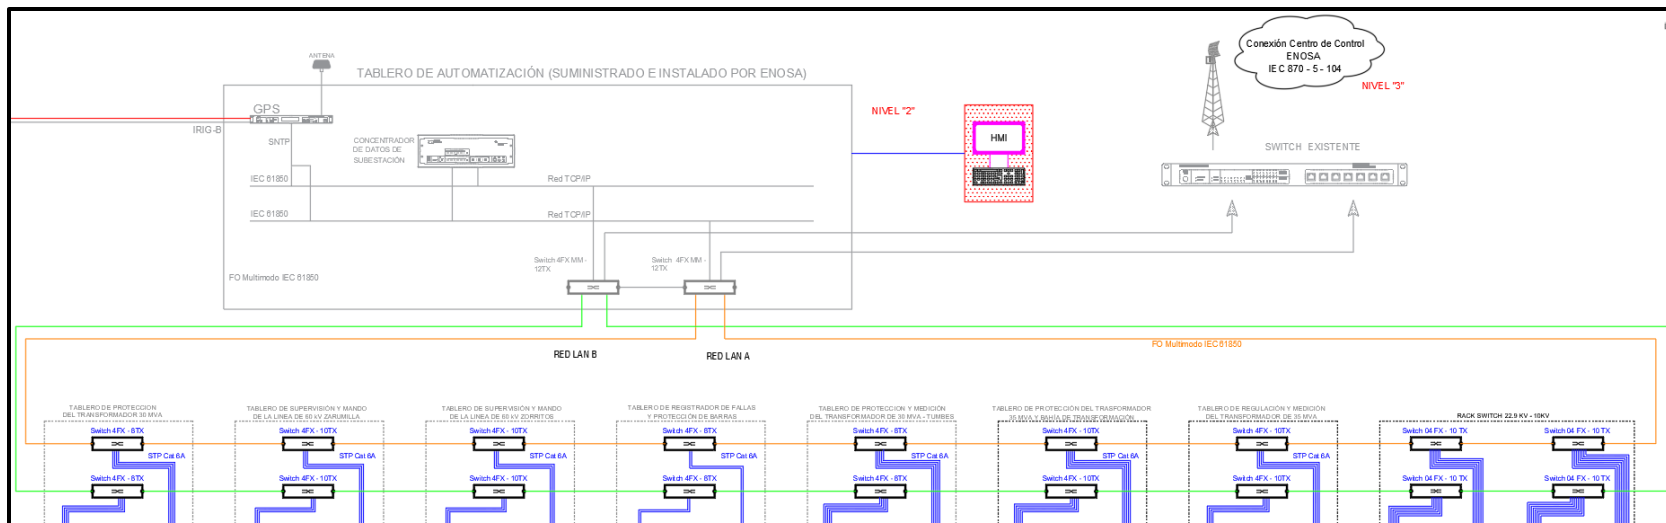 Conexión Centro de Control
ENOSA
IEC 870 - 5 - 104
NIVEL "3"
ANTENA
TABLERO DE AUTOMATIZACIÓN (SUMINISTRADO E INSTALADO POR ENOSA)
GPS
NIVEL "2"
IRIG-B
SNTP
CONCENTRADOR
DE DATOS DE
SUBESTACIÓN
HMI
SWITCH EXISTENTE
IEC 61850
Red TCP/IP
IEC 61850
Red TCP/IP
Switch 4FX MM -
12TX
Switch 4FX MM -
12TX
FO Multimodo IEC 61850
RED LAN B
RED LAN A
FO Multimodo IEC 61850
TABLERO DE PROTECCION
DEL TRANSFORMADOR 30 MVA
TABLERO DE SUPERVISIÓN Y MANDO
DE LA LINEA DE 60 kV ZARUMILLA
TABLERO DE SUPERVISIÓN Y MANDO
DE LA LINEA DE 60 kV ZORRITOS
TABLERO DE REGISTRADOR DE FALLAS
Y PROTECCIÓN DE BARRAS
TABLERO DE PROTECCION Y MEDICIÓN
DEL TRANSFORMADOR DE 30 MVA - TUMBES
TABLERO DE PROTECCIÓN DEL TRASFORMADOR
35 MVA Y BAHÍA DE TRANSFORMACIÓN
TABLERO DE REGULACIÓN Y MEDICIÓN
DEL TRANSFORMADOR DE 35 MVA
RACK SWITCH 22.9 KV - 10KV
Switch 4FX - 8TX
Switch 4FX - 10TX
Switch 4FX - 10TX
Switch 4FX - 8TX
Switch 4FX - 8TX
Switch 4FX - 10TX
Switch 4FX - 10TX
Switch 04 FX - 10 TX
Switch 04 FX - 10 TX
STP Cat 6A
STP Cat 6A
STP Cat 6A
STP Cat 6A
STP Cat 6A
STP Cat 6A
STP Cat 6A
Switch 4FX - 8TX
Switch 4FX - 10TX
Switch 4FX - 10TX
Switch 4FX - 8TX
Switch 4FX - 8TX
Switch 4FX - 10TX
Switch 4FX - 10TX
Switch 04 FX - 10 TX
Switch 04 FX - 10 TX